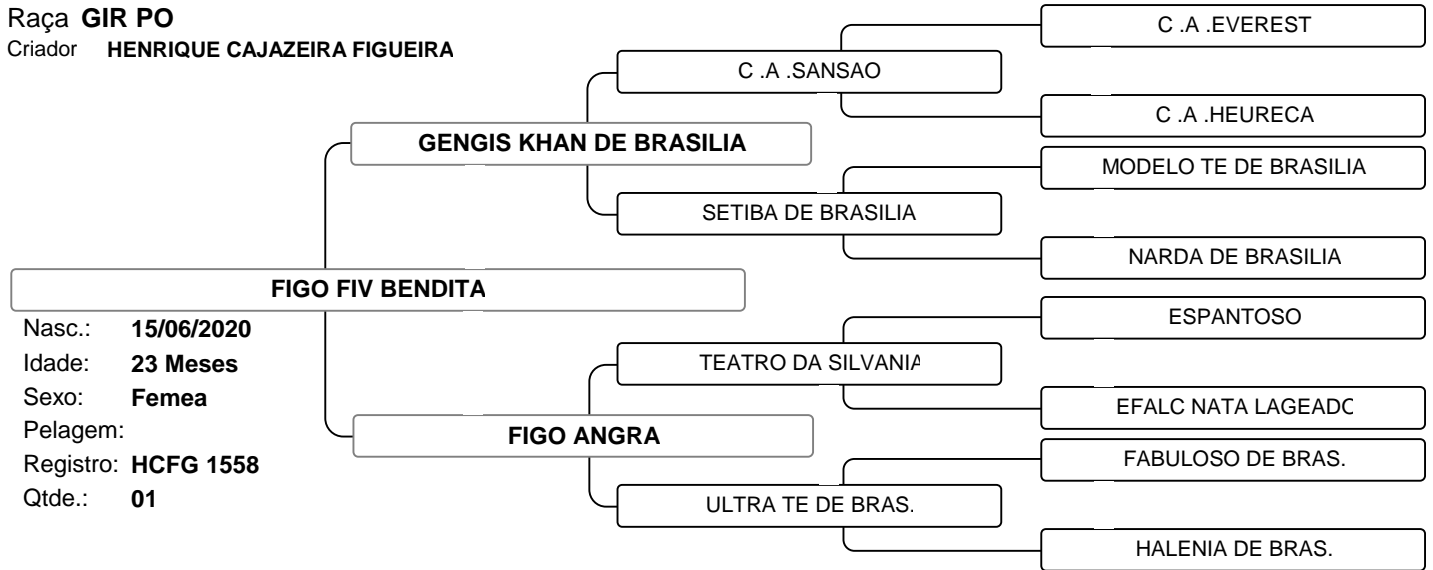 Raça GIR PO
Criador HENRIQUE CAJAZEIRA FIGUEIRA
C .A .EVEREST
C .A .SANSAO
C .A .HEURECA
GENGIS KHAN DE BRASILIA
MODELO TE DE BRASILIA
SETIBA DE BRASILIA
NARDA DE BRASILIA
FIGO FIV BENDITA
Nasc.: 15/06/2020
Idade: 23 Meses
Sexo: Femea
Pelagem:
Registro: HCFG 1558
Qtde.: 01
ESPANTOSO
TEATRO DA SILVANIA
EFALC NATA LAGEADO
FIGO ANGRA
FABULOSO DE BRAS.
ULTRA TE DE BRAS.
HALENIA DE BRAS.